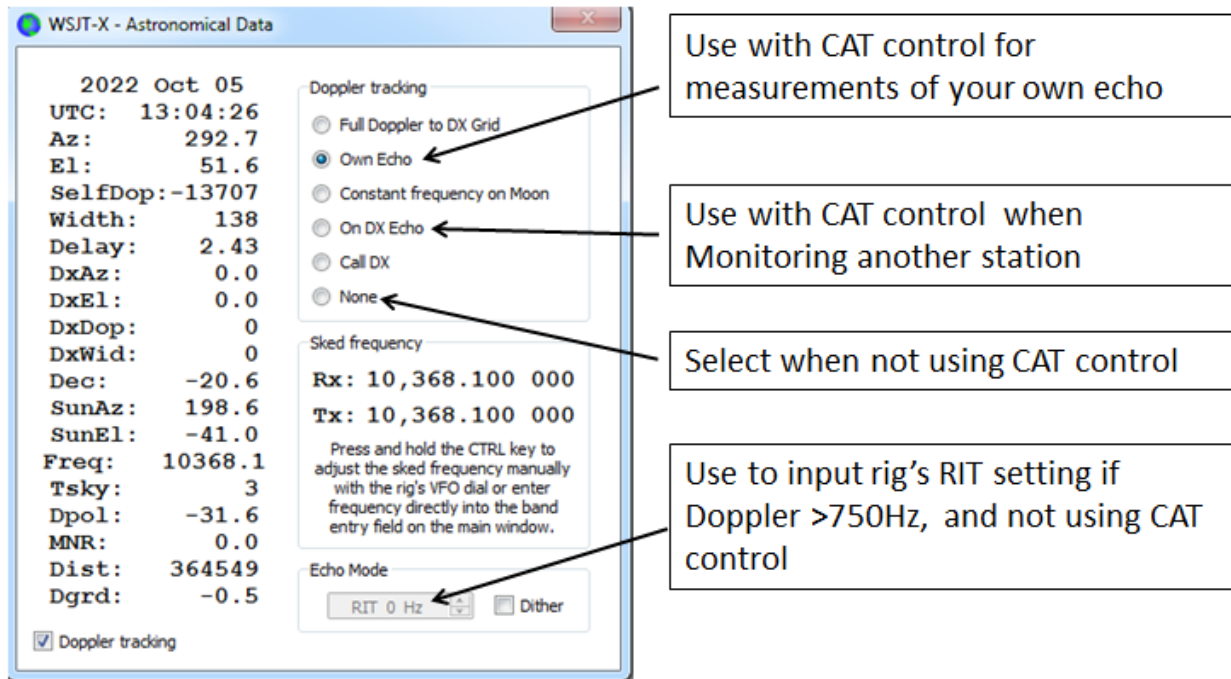 WSJT-X - Astronomical Data
2022 Oct 05
UTC: 13:04:26
Az: 292.7
El: 51.6
SelfDop:-13707
Width: 138
Delay: 2.43
DxAz: 0.0
DxEl: 0.0
DxDop: 0
DxWid: 0
Dec: -20.6
SunAz: 198.6
SunEl: -41.0
Freq: 10368.1
Tsky: 3
Dpol: -31.6
MNR: 0.0
Dist: 364549
Dgrd: -0.5
Doppler tracking
Doppler tracking
Full Doppler to DX Grid
Own Echo
Constant frequency on Moon
On DX Echo
Call DX
None
Sked frequency
Rx: 10,368.100 000
Tx: 10,368.100 000
Press and hold the CTRL key to
adjust the sked frequency manually
with the rig's VFO dial or enter
frequency directly into the band
entry field on the main window.
Echo Mode
RIT 0 Hz
Dither
Use with CAT control for
measurements of your own echo
Use with CAT control when
Monitoring another station
Select when not using CAT control
Use to input rig's RIT setting if
Doppler >750Hz, and not using CAT
control